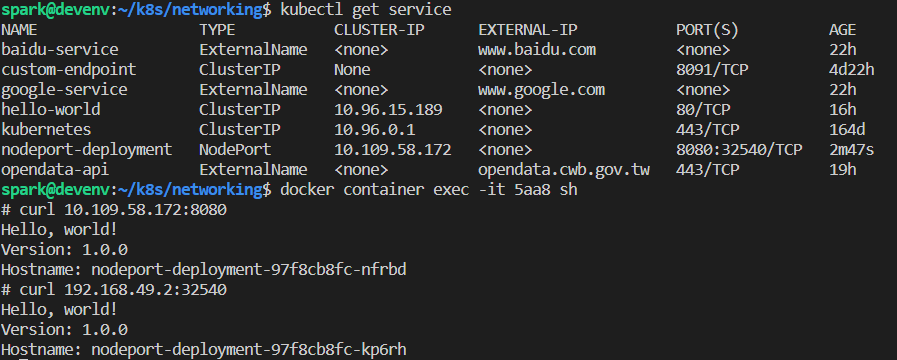 spark@devenv:~/k8s/networking$ kubectl get service
NAME TYPE CLUSTER-IP EXTERNAL-IP PORT(S) AGE
baidu-service ExternalName <none> www.baidu.com <none> 22h
custom-endpoint ClusterIP None <none> 8091/TCP 4d22h
google-service ExternalName <none> www.google.com <none> 22h
hello-world ClusterIP 10.96.15.189 <none> 80/TCP 16h
kubernetes ClusterIP 10.96.0.1 <none> 443/TCP 164d
nodeport-deployment NodePort 10.109.58.172 <none> 8080:32540/TCP 2m47s
opendata-api ExternalName <none> opendata.cwb.gov.tw 443/TCP 19h
spark@devenv:~/k8s/networking$ docker container exec -it 5aa8 sh
# curl 10.109.58.172:8080
Hello, world!
Version: 1.0.0
Hostname: nodeport-deployment-97f8cb8fc-nfrbd
# curl 192.168.49.2:32540
Hello, world!
Version: 1.0.0
Hostname: nodeport-deployment-97f8cb8fc-kp6rh